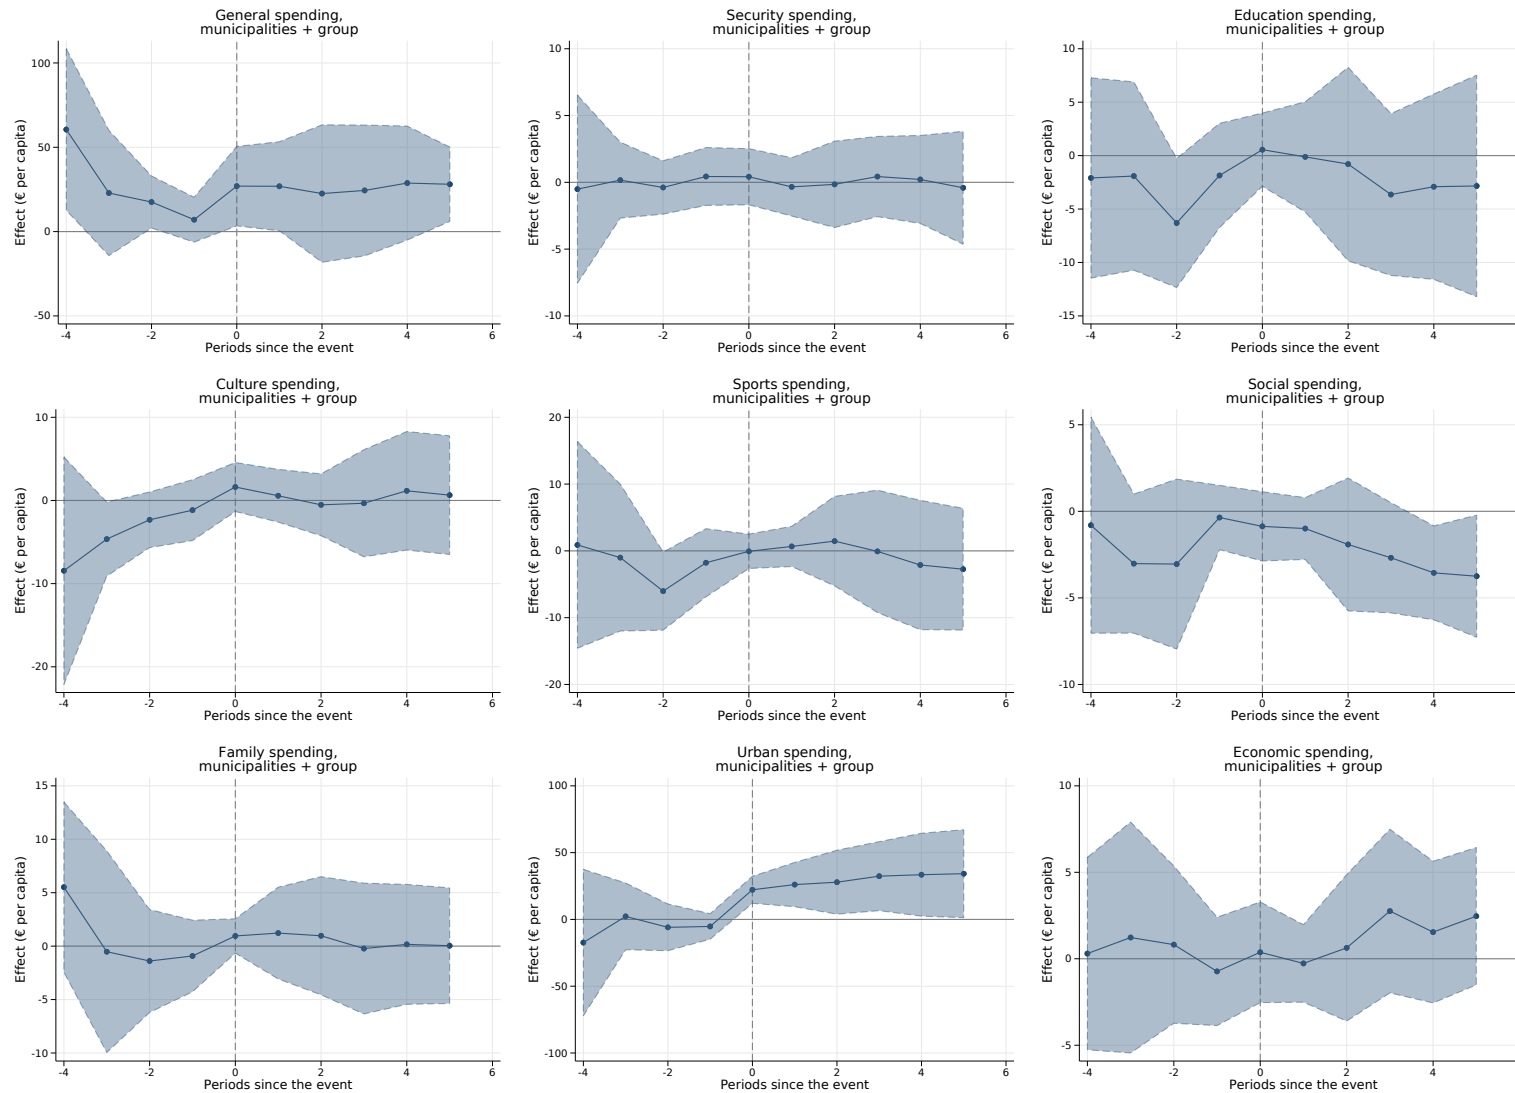 General spending,
municipalities + group
Effect (€ per capita)
100
50
0
-50
-4
-2
0
2
4
6
Periods since the event
Security spending,
municipalities + group
Effect (€ per capita)
10
5
0
-5
-10
-4
-2
0
2
4
6
Periods since the event
Education spending,
municipalities + group
Effect (€ per capita)
10
5
0
-5
-10
-15
-4
-2
0
2
4
Periods since the event
Culture spending,
municipalities + group
Effect (€ per capita)
10
0
-10
-20
-4
-2
0
2
4
6
Periods since the event
Sports spending,
municipalities + group
Effect (€ per capita)
20
10
0
-10
-20
-4
-2
0
2
4
6
Periods since the event
Social spending,
municipalities + group
Effect (€ per capita)
5
0
-5
-10
-4
-2
0
2
4
Periods since the event
Family spending,
municipalities + group
Effect (€ per capita)
15
10
5
0
-5
-10
-4
-2
0
2
4
6
Periods since the event
Urban spending,
municipalities + group
Effect (€ per capita)
100
50
0
-50
-100
-4
-2
0
2
4
6
Periods since the event
Economic spending,
municipalities + group
Effect (€ per capita)
10
5
0
-5
-4
-2
0
2
4
Periods since the event